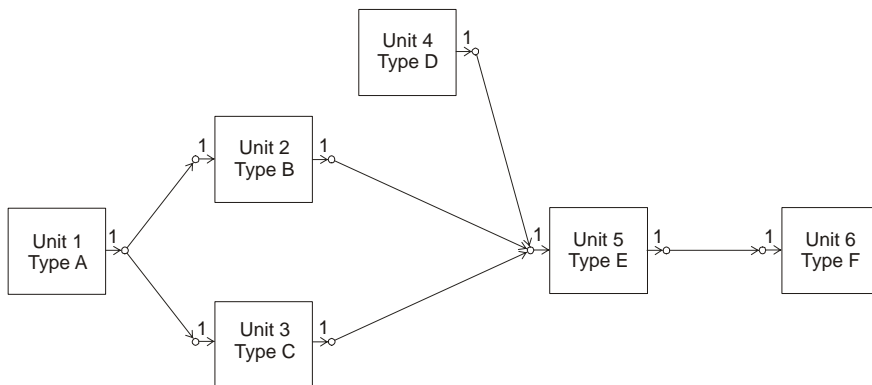 Unit 4
Type D
1
Unit 2
Type B
1
1
Unit 1
Type A
1
Unit 5
Type E
1
1
Unit 6
Type F
1
Unit 3
Type C
1
1